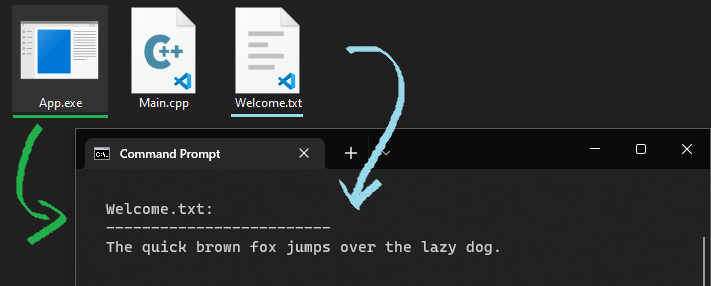 C++
App.exe
Main.cpp
Welcome.txt
C:\.
Command Prompt
Welcome.txt:
-------------------------
The quick brown fox jumps over the lazy dog.